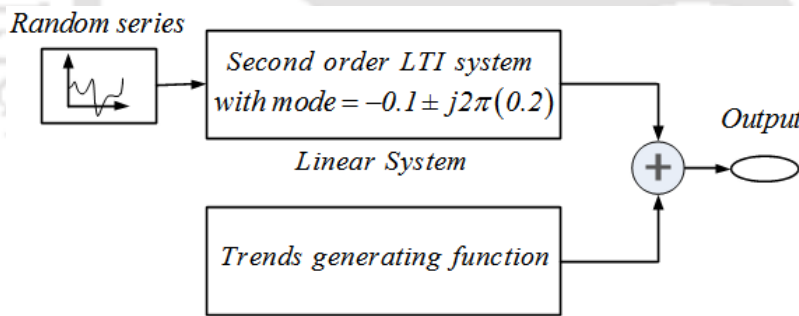 Random series
Second order LTI system
with mode = −0.1 ± j2π(0.2)
Output
+
Linear System
Trends generating function